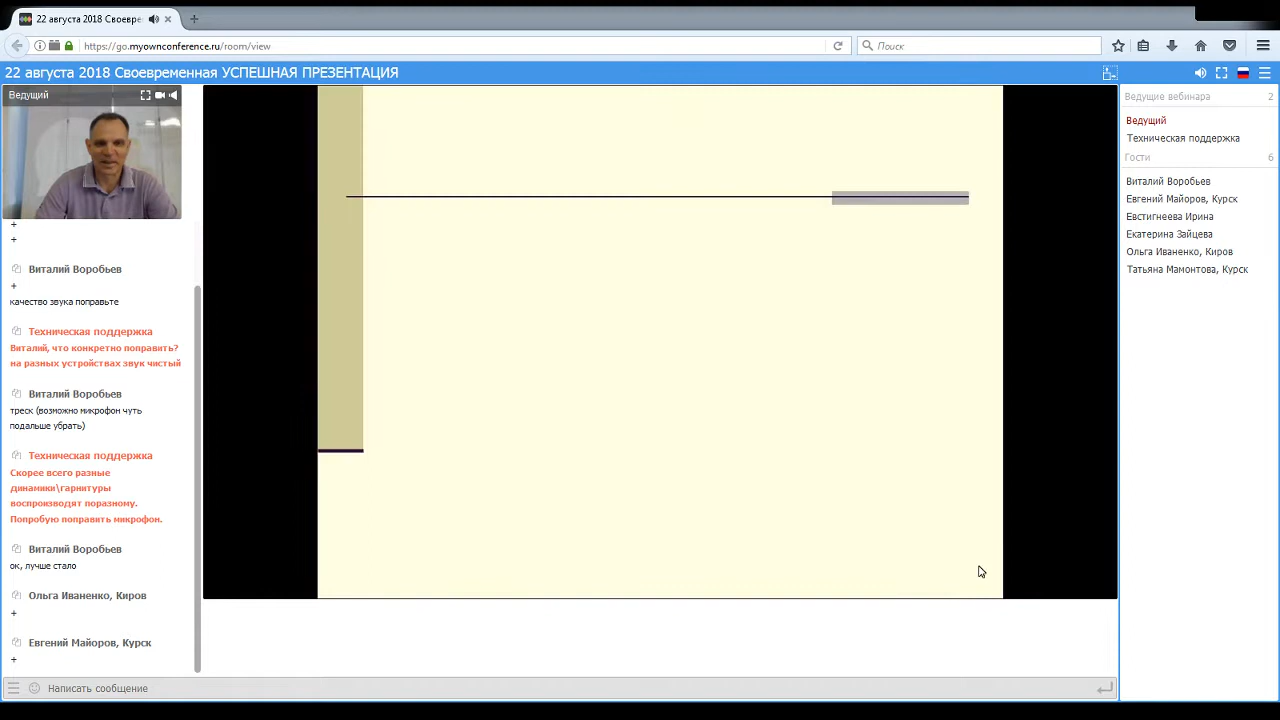 22 августа 2018 Своевре
https://go.myownconference.ru/room/view
Поиск
22 августа 2018 Своевременная УСПЕШНАЯ ПРЕЗЕНТАЦИЯ
Ведущий
+
+
Виталий Воробьев
+
качество звука поправьте
Техническая поддержка
Виталий, что конкретно поправить?
на разных устройствах звук чистый
Виталий Воробьев
треск (возможно микрофон чуть
подальше убрать)
Техническая поддержка
Скорее всего разные
динамики\гарнитуры
воспроизводят поразному.
Попробую поправить микрофон.
Виталий Воробьев
ок, лучше стало
Ольга Иваненко, Киров
+
Евгений Майоров, Курск
+
Написать сообщение
Ведущие вебинара 2
Ведущий
Техническая поддержка
Гости 6
Виталий Воробьев
Евгений Майоров, Курск
Евстигнеева Ирина
Екатерина Зайцева
Ольга Иваненко, Киров
Татьяна Мамонтова, Курск